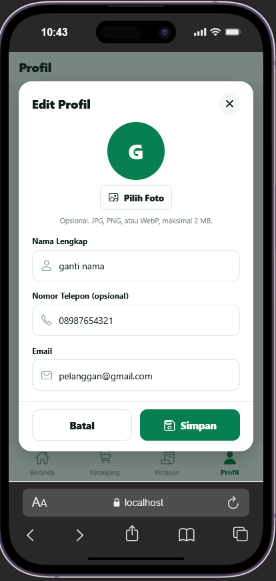 10:43
Profil
Edit Profil
G
Pilih Foto
Opsional. JPG, PNG, atau WebP, maksimal 2 MB.
Nama Lengkap
ganti nama
Nomor Telepon (opsional)
08987654321
Email
pelanggan@gmail.com
Batal
Simpan
Beranda Keranjang Pesanan Profil
AA localhost